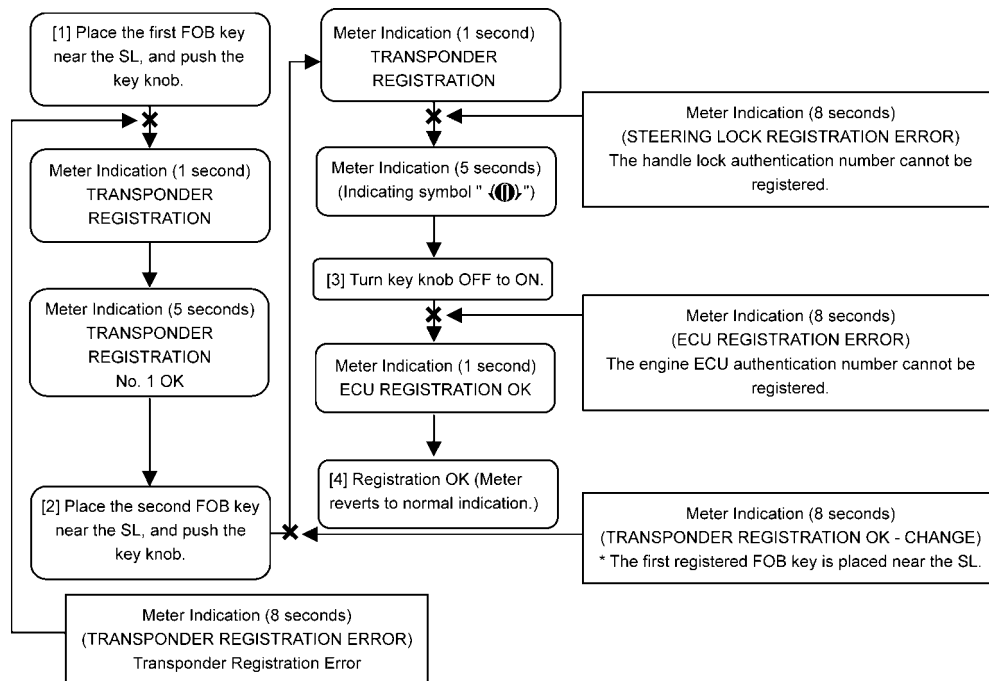 [1] Place the first FOB key
near the SL, and push the
key knob.
Meter Indication (1 second)
TRANSPONDER
REGISTRATION
Meter Indication (5 seconds)
TRANSPONDER
REGISTRATION
No. 1 OK
[2] Place the second FOB key
near the SL, and push the
key knob.
Meter Indication (8 seconds)
(TRANSPONDER REGISTRATION ERROR)
Transponder Registration Error
Meter Indication (1 second)
TRANSPONDER
REGISTRATION
Meter Indication (5 seconds)
(Indicating symbol " ")
[3] Turn key knob OFF to ON.
Meter Indication (1 second)
ECU REGISTRATION OK
[4] Registration OK (Meter
reverts to normal indication.)
Meter Indication (8 seconds)
(STEERING LOCK REGISTRATION ERROR)
The handle lock authentication number cannot be
registered.
Meter Indication (8 seconds)
(ECU REGISTRATION ERROR)
The engine ECU authentication number cannot be
registered.
Meter Indication (8 seconds)
(TRANSPONDER REGISTRATION OK - CHANGE)
* The first registered FOB key is placed near the SL.